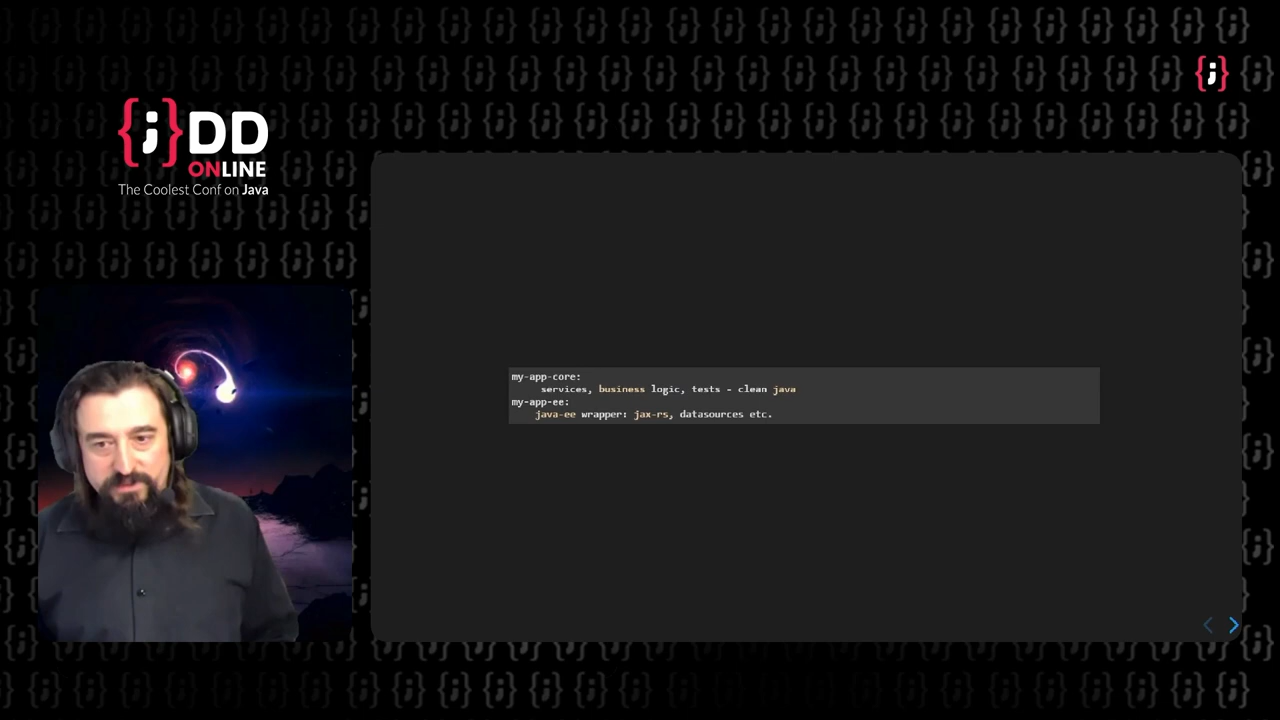 {;}DD
ONLINE
The Coolest Conf on Java
{;}
my-app-core:
services, business logic, tests - clean java
my-app-ee:
java-ee wrapper: jax-rs, datasources etc.